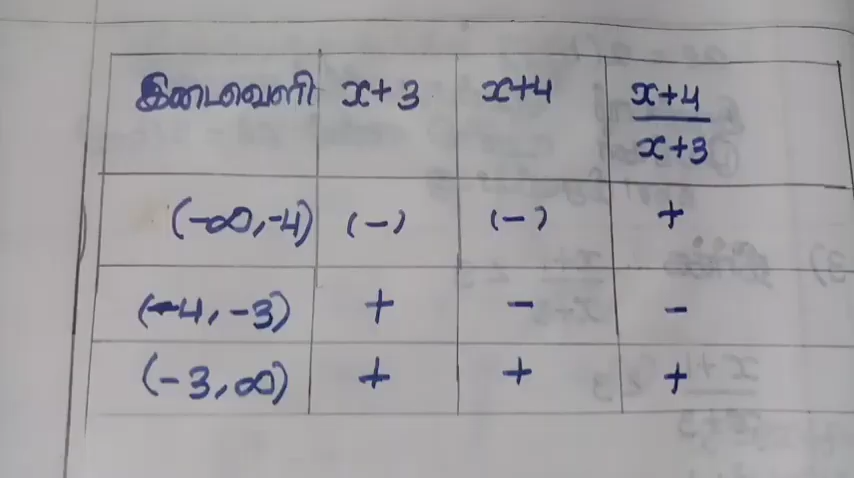 இடைவெளி x+3 x+4 x+4/x+3
(-∞,-4) (-) (-) +
(-4,-3) + - -
(-3,∞) + + +